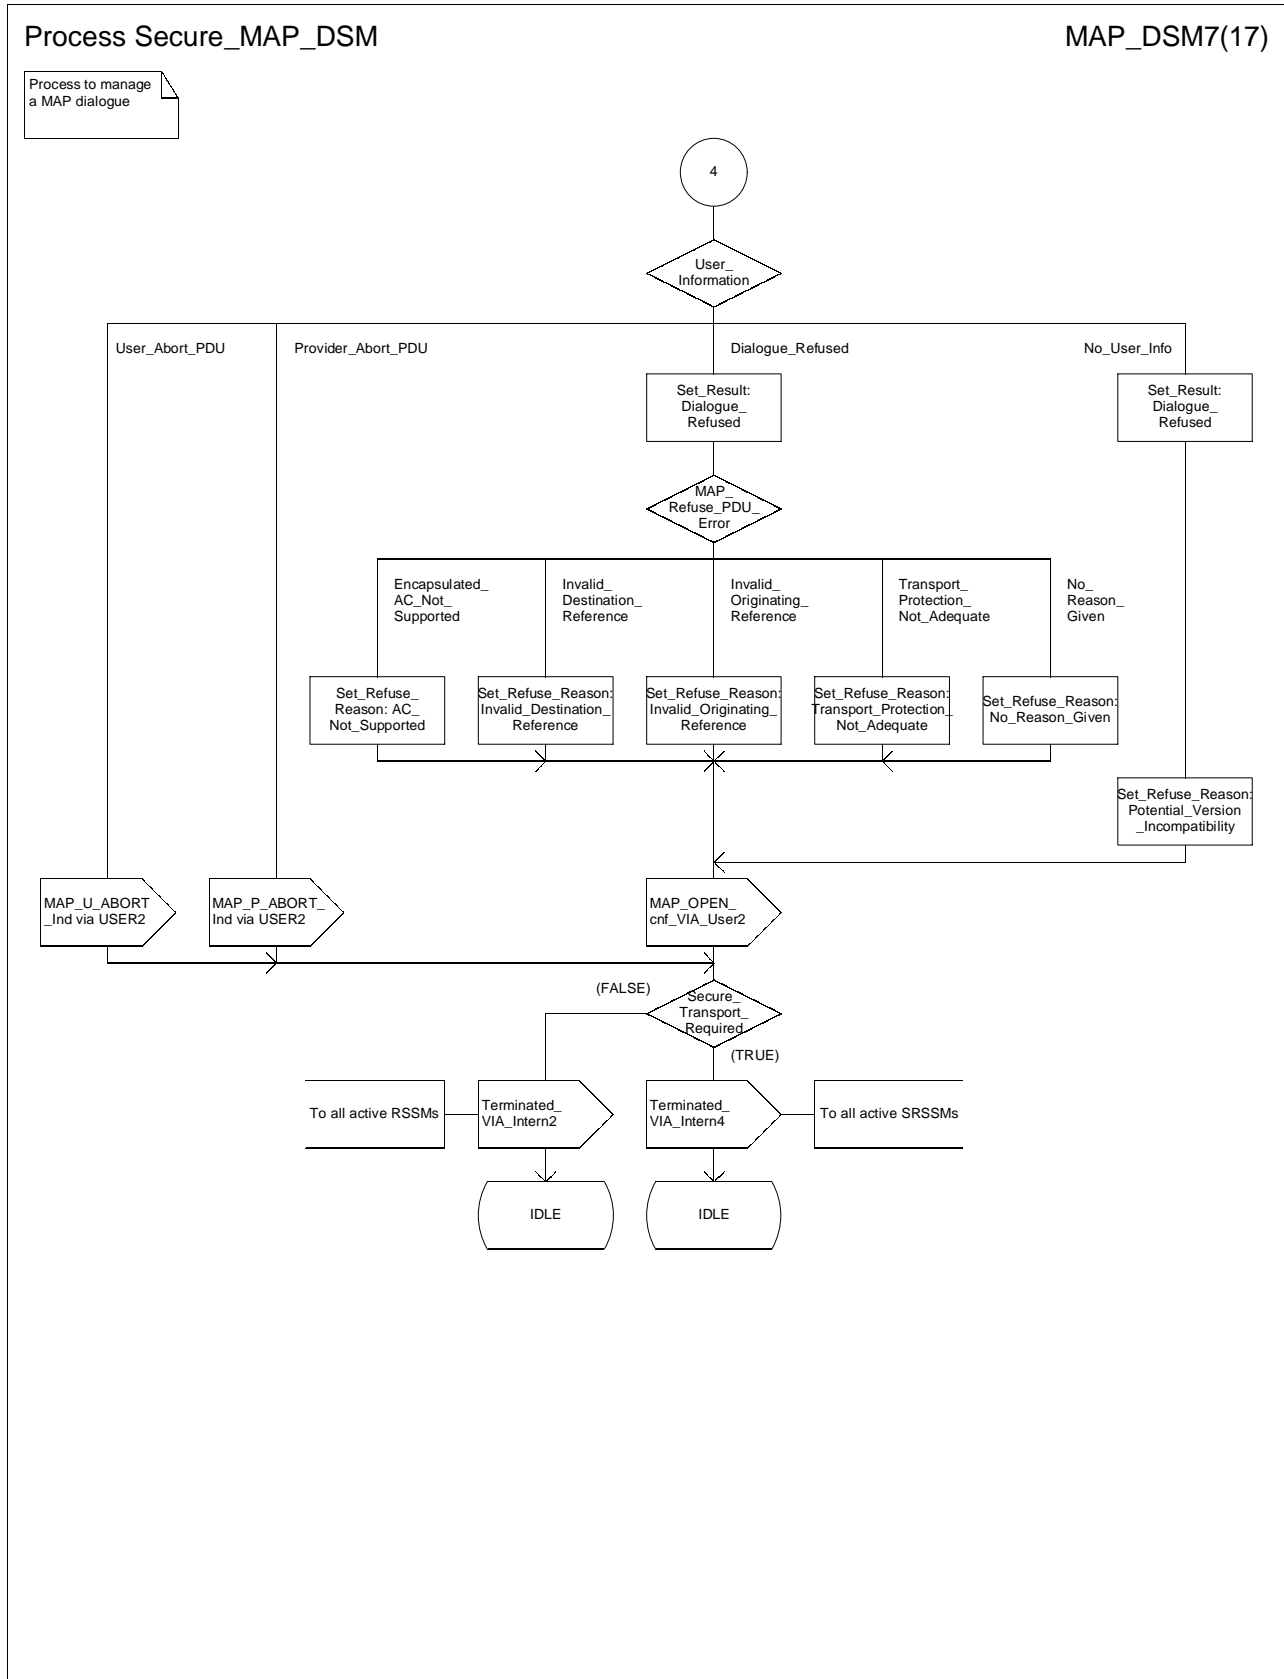 Process Secure_MAP_DSM
MAP_DSM7(17)
Process to manage
a MAP dialogue
4
User_
Information
User_Abort_PDU
Provider_Abort_PDU
Dialogue_Refused
No_User_Info
Set_Result:
Dialogue_
Refused
Set_Result:
Dialogue_
Refused
MAP_
Refuse_PDU_
Error
Encapsulated_
AC_Not_
Supported
Invalid_
Destination_
Reference
Invalid_
Originating_
Reference
Transport_
Protection_
Not_Adequate
No_
Reason_
Given
Set_Refuse_
Reason: AC_
Not_Supported
Set_Refuse_Reason:
Invalid_Destination_
Reference
Set_Refuse_Reason:
Invalid_Originating_
Reference
Set_Refuse_Reason:
Transport_Protection_
Not_Adequate
Set_Refuse_Reason:
No_Reason_Given
Set_Refuse_Reason:
Potential_Version
_Incompatibility
MAP_U_ABORT
_Ind via USER2
MAP_P_ABORT_
Ind via USER2
MAP_OPEN_
cnf_VIA_User2
(FALSE)
Secure_
Transport_
Required
(TRUE)
To all active RSSMs
Terminated_
VIA_Intern2
Terminated_
VIA_Intern4
To all active SRSSMs
IDLE
IDLE